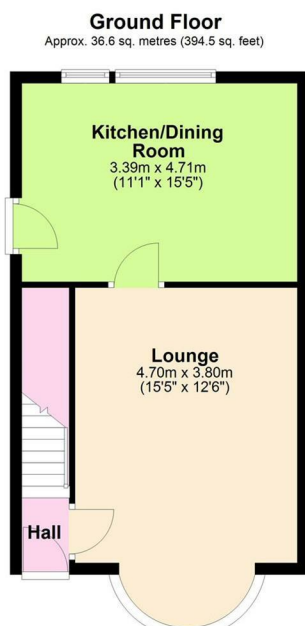 Ground Floor
Approx. 36.6 sq. metres (394.5 sq. feet)
Kitchen/Dining
Room
3.39m x 4.71m
(11'1" x 15'5")
Lounge
4.70m x 3.80m
(15'5" x 12'6")
Hall